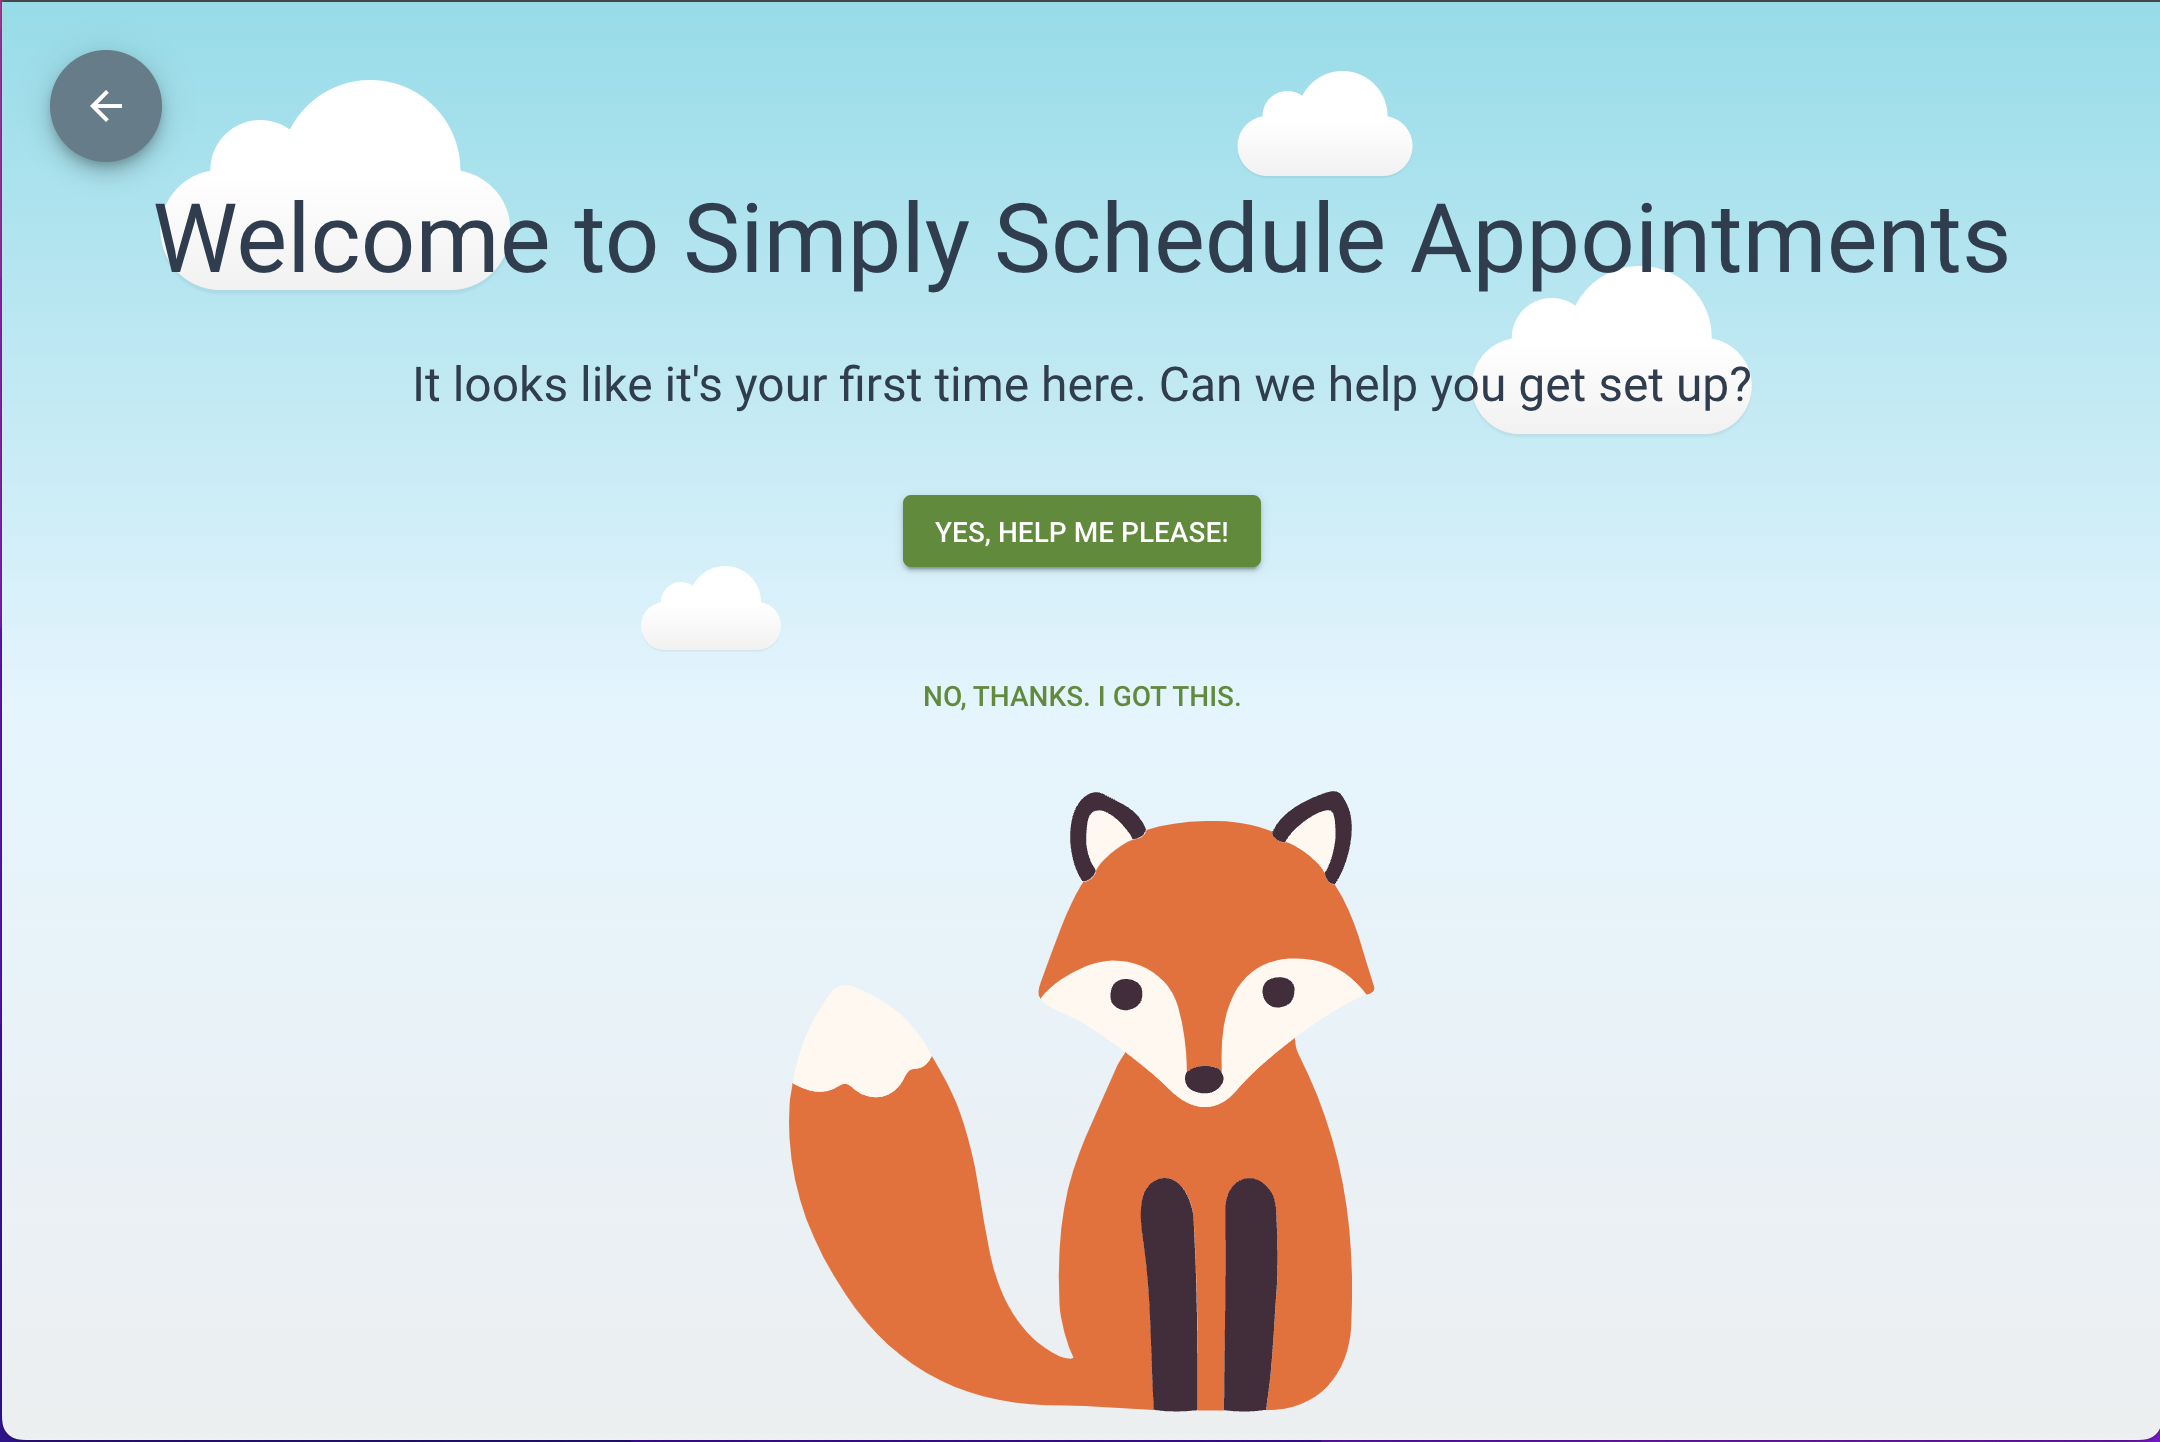 Welcome to Simply Schedule Appointments
It looks like it's your first time here. Can we help you get set up?
YES, HELP ME PLEASE!
NO, THANKS. I GOT THIS.